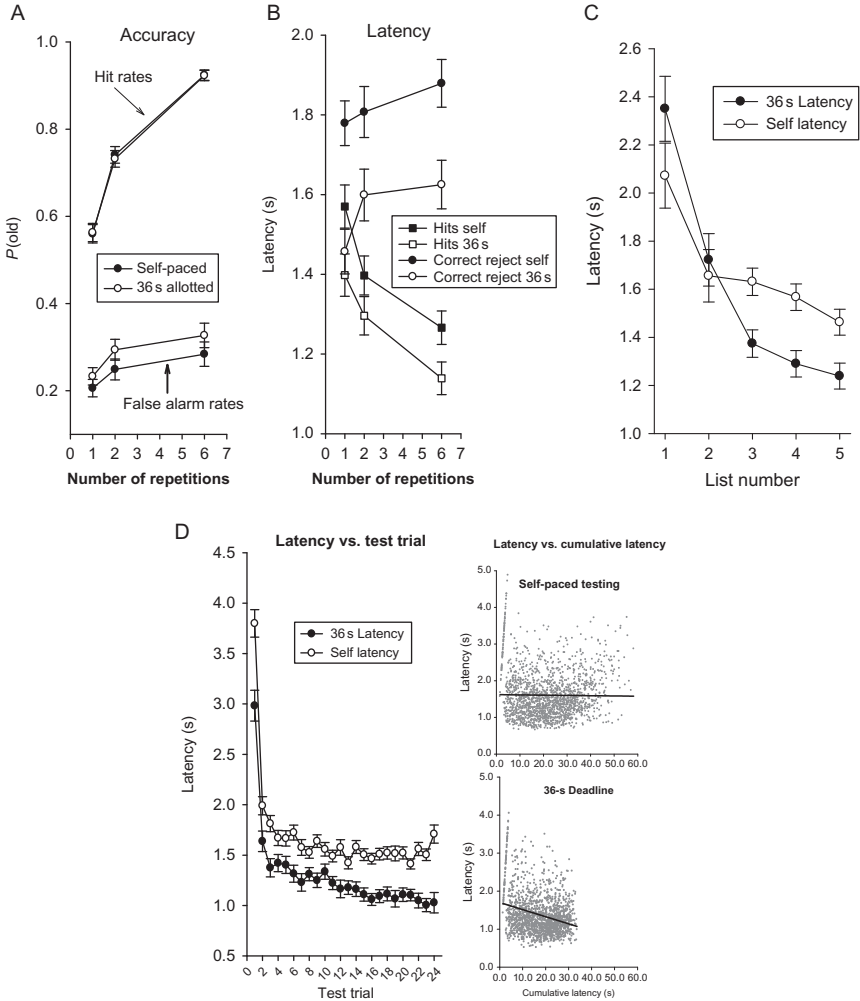 A
Accuracy
1.0
Hit rates
0.8
P(old)
0.6
Self-paced
36 s allotted
0.4
0.2
False alarm rates
0 1 2 3 4 5 6 7
Number of repetitions
B
Latency
2.0
1.8
Latency (s)
1.6
Hits self
Hits 36 s
Correct reject self
Correct reject 36 s
1.4
1.2
1.0
0 1 2 3 4 5 6 7
Number of repetitions
C
2.6
2.4
36 s Latency
Self latency
2.2
2.0
Latency (s)
1.8
1.6
1.4
1.2
1.0
1 2 3 4 5
List number
D
Latency vs. test trial
4.5
4.0
36 s Latency
Self latency
3.5
3.0
Latency (s)
2.5
2.0
1.5
1.0
0.5
0 2 4 6 8 10 12 14 16 18 20 22 24
Test trial
Latency vs. cumulative latency
5.0
Self-paced testing
4.0
3.0
Latency (s)
2.0
1.0
0.0
0.0 10.0 20.0 30.0 40.0 50.0 60.0
5.0
36-s Deadline
4.0
3.0
Latency (s)
2.0
1.0
0.0
0.0 10.0 20.0 30.0 40.0 50.0 60.0
Cumulative latency (s)